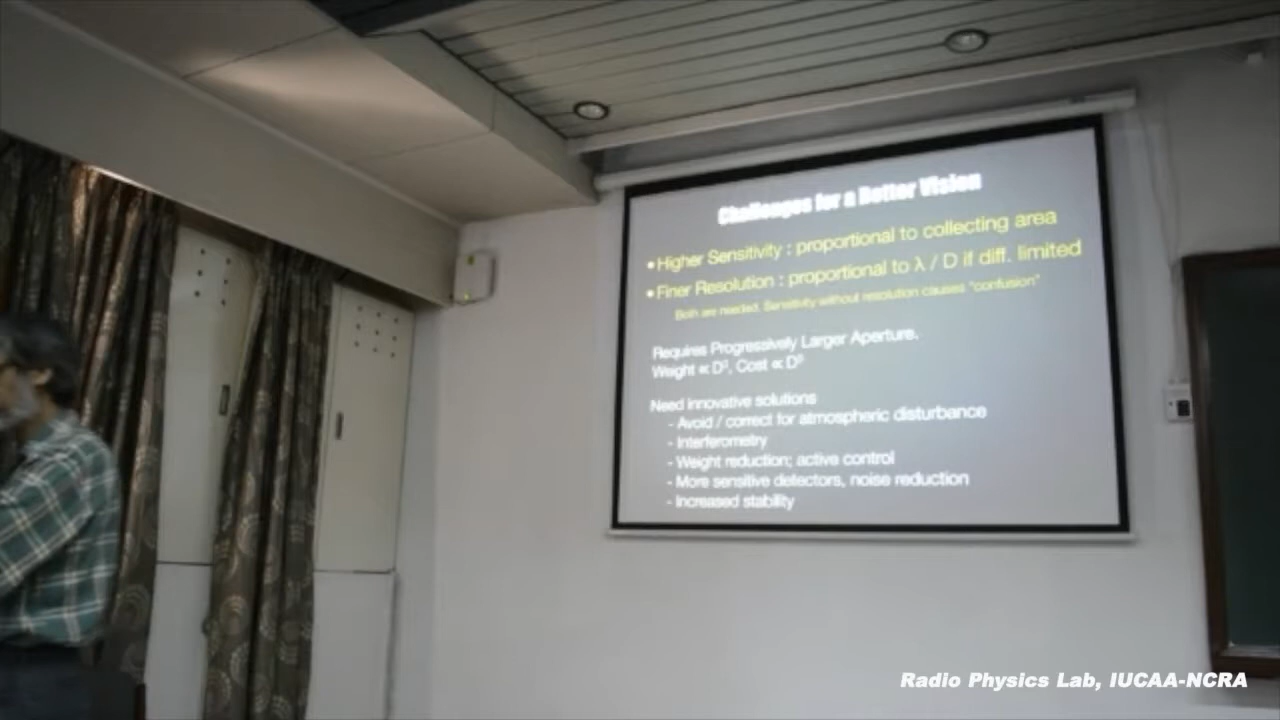 Challenges for a Better Vision
• Higher Sensitivity : proportional to collecting area
• Finer Resolution : proportional to λ / D if diff. limited
Both are needed. Sensitivity without resolution causes "confusion"
Requires Progressively Larger Aperture.
Weight ∝ D³, Cost ∝ D³
Need innovative solutions
- Avoid / correct for atmospheric disturbance
- Interferometry
- Weight reduction; active control
- More sensitive detectors, noise reduction
- Increased stability
Radio Physics Lab, IUCAA-NCRA